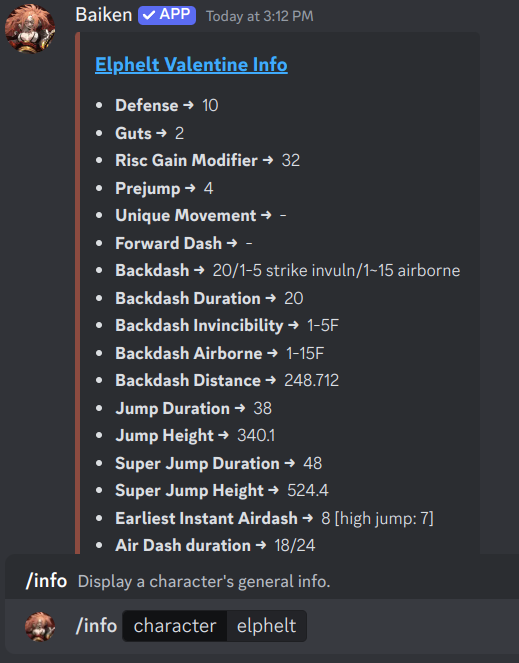 Baiken ✓ APP Today at 3:12 PM
Elphelt Valentine Info
• Defense → 10
• Guts → 2
• Risc Gain Modifier → 32
• Prejump → 4
• Unique Movement → -
• Forward Dash → -
• Backdash → 20/1-5 strike invuln/1~15 airborne
• Backdash Duration → 20
• Backdash Invincibility → 1-5F
• Backdash Airborne → 1-15F
• Backdash Distance → 248.712
• Jump Duration → 38
• Jump Height → 340.1
• Super Jump Duration → 48
• Super Jump Height → 524.4
• Earliest Instant Airdash → 8 [high jump: 7]
• Air Dash duration → 18/24
/info Display a character's general info.
/info character elphelt